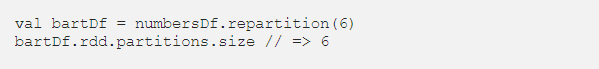 val bartDf = numbersDf.repartition(6)
bartDf.rdd.partitions.size // => 6